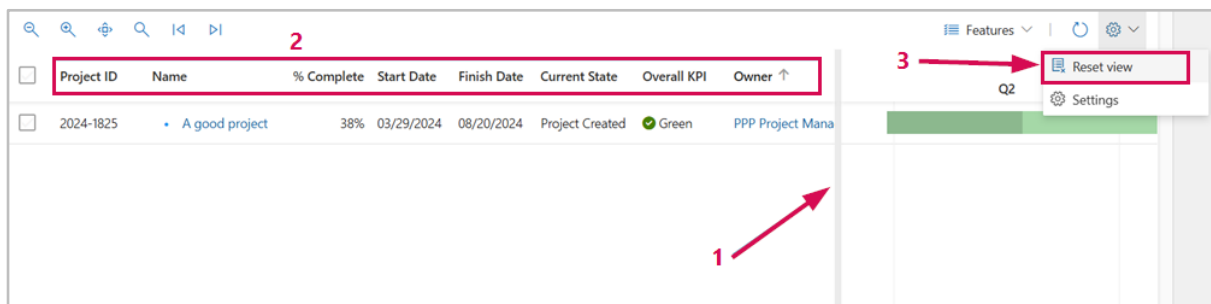 Features
2
3
Reset view
Project ID Name % Complete Start Date Finish Date Current State Overall KPI Owner
Q2
Settings
2024-1825 A good project 38% 03/29/2024 08/20/2024 Project Created Green PPP Project Mana
1